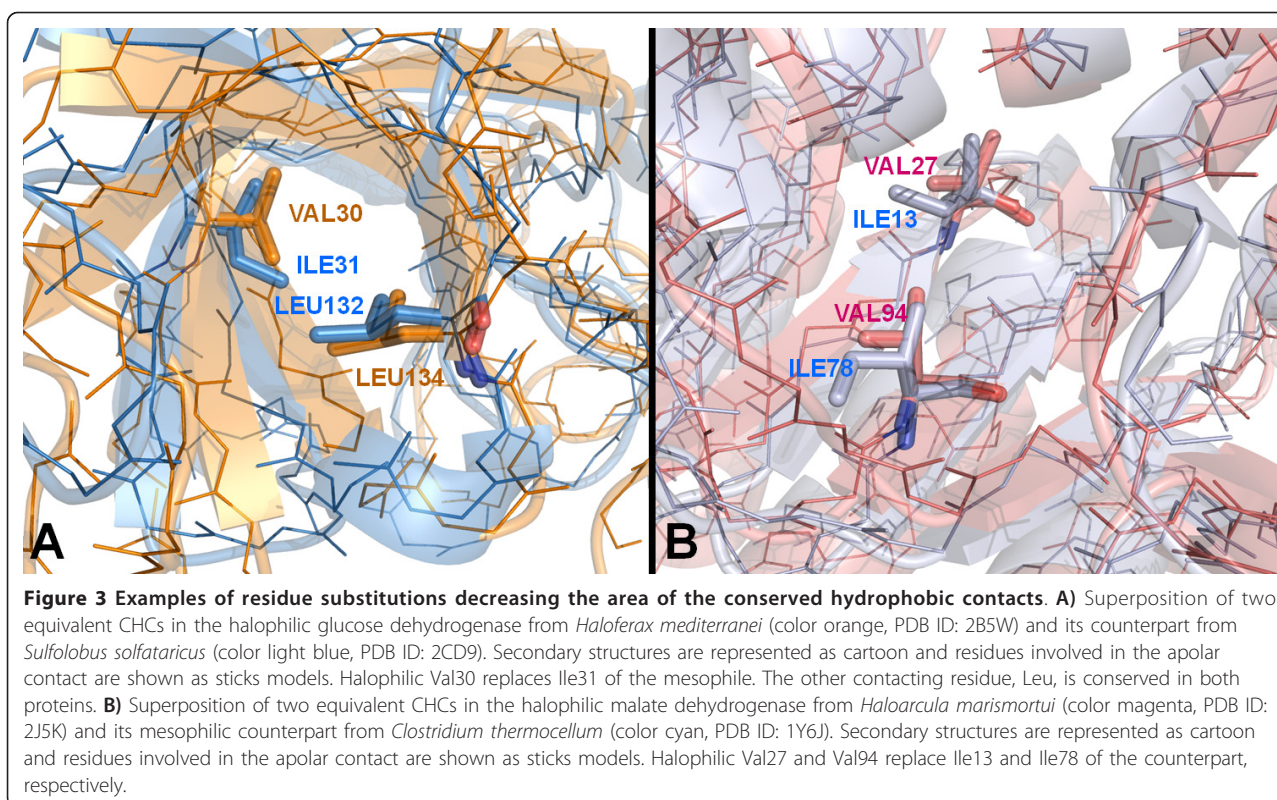 VAL30
ILE31
LEU132
LEU134
A
VAL27
ILE13
VAL94
ILE78
B
Figure 3 Examples of residue substitutions decreasing the area of the conserved hydrophobic contacts. A) Superposition of two
equivalent CHCs in the halophilic glucose dehydrogenase from Haloferax mediterranei (color orange, PDB ID: 2B5W) and its counterpart from
Sulfolobus solfataricus (color light blue, PDB ID: 2CD9). Secondary structures are represented as cartoon and residues involved in the apolar
contact are shown as sticks models. Halophilic Val30 replaces Ile31 of the mesophile. The other contacting residue, Leu, is conserved in both
proteins. B) Superposition of two equivalent CHCs in the halophilic malate dehydrogenase from Haloarcula marismortui (color magenta, PDB ID:
2J5K) and its mesophilic counterpart from Clostridium thermocellum (color cyan, PDB ID: 1Y6J). Secondary structures are represented as cartoon
and residues involved in the apolar contact are shown as sticks models. Halophilic Val27 and Val94 replace Ile13 and Ile78 of the counterpart,
respectively.